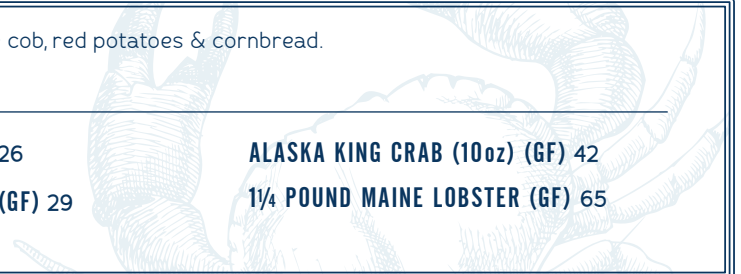 cob, red potatoes & cornbread.
26
ALASKA KING CRAB (10oz) (GF) 42
(GF) 29
1¼ POUND MAINE LOBSTER (GF) 65